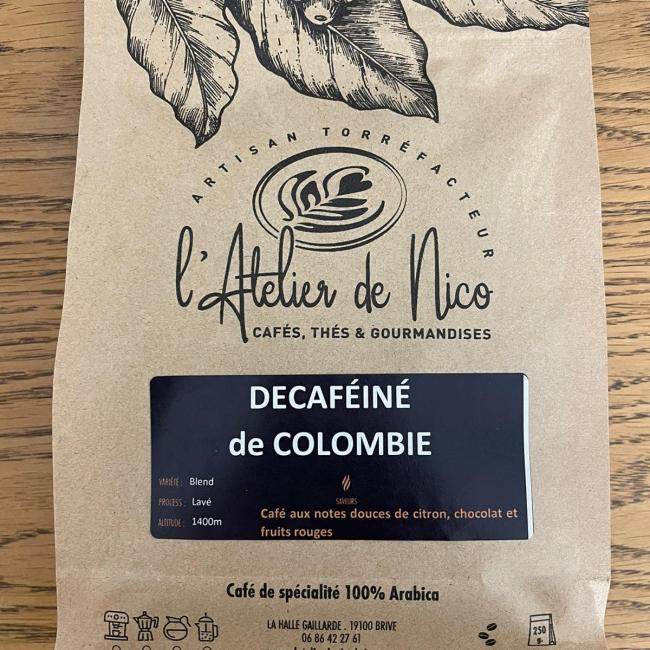 ARTISAN TORRÉFACTEUR
l'Atelier de Nico
CAFÉS, THÉS & GOURMANDISES
DECAFÉINÉ
de COLOMBIE
VARIÉTÉ : Blend
PROCESS : Lavé
ALTITUDE : 1400m
SAVEURS
Café aux notes douces de citron, chocolat et
fruits rouges
Café de spécialité 100% Arabica
LA HALLE GAILLARDE . 19100 BRIVE
06 86 42 27 61
250
g.